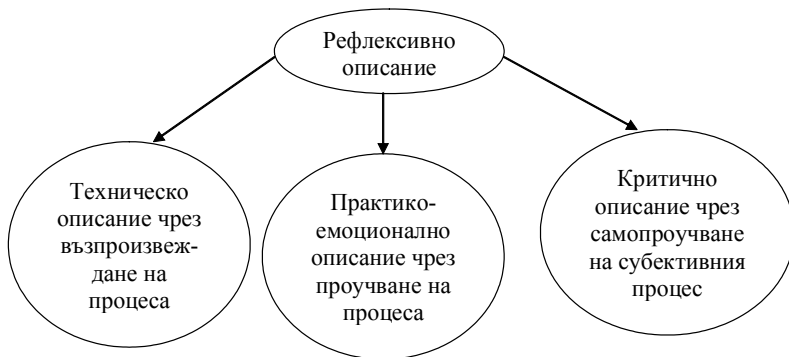 Рефлексивно
описание
Техническо
описание чрез
възпроизвеж-
дане на
процеса
Практико-
емоционално
описание чрез
проучване на
процеса
Критично
описание чрез
самопроучване
на субективния
процес